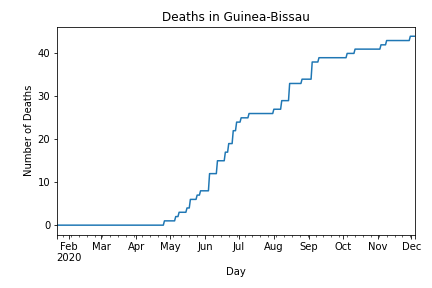 Deaths in Guinea-Bissau
Number of Deaths
40
30
20
10
0
Feb Mar Apr May Jun Jul Aug Sep Oct Nov Dec
2020
Day